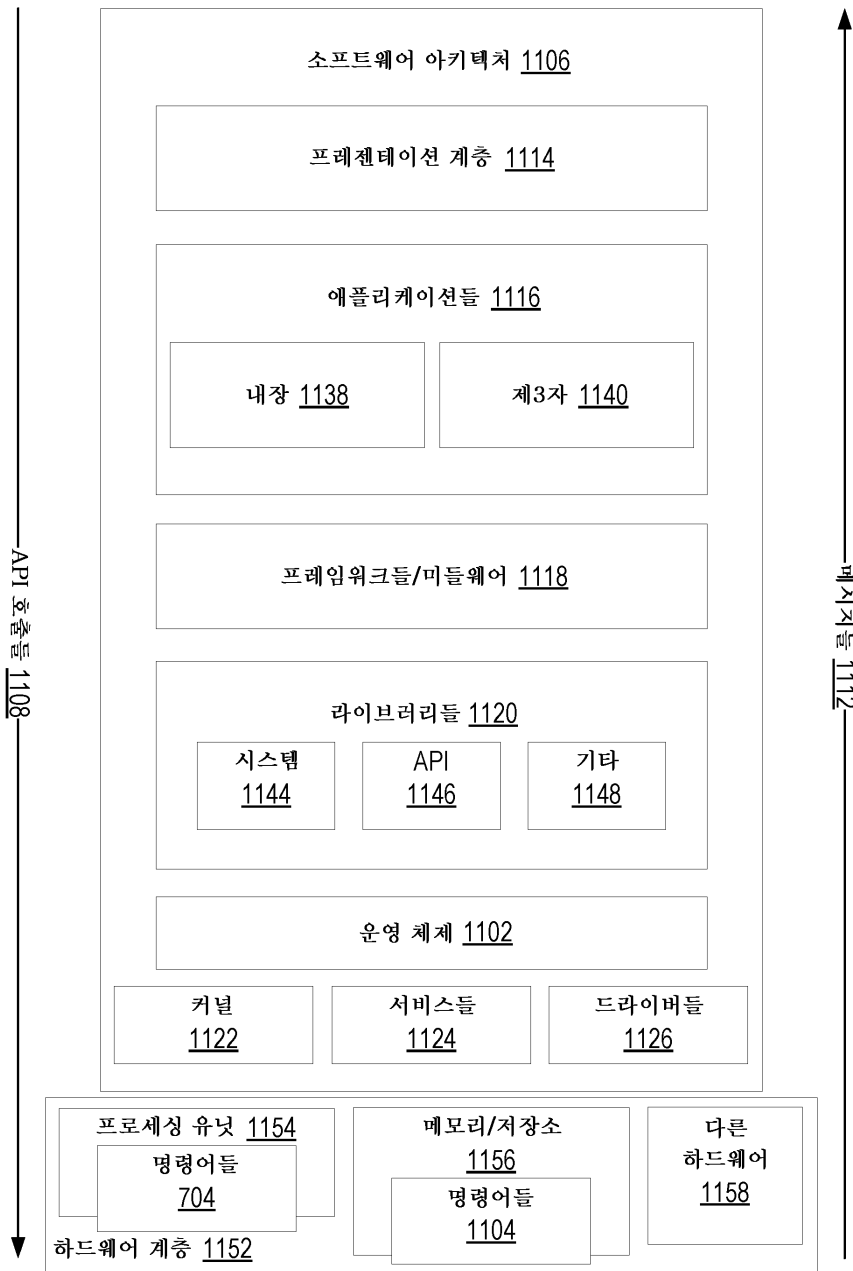 소프트웨어 아키텍처 1106
프레젠테이션 계층 1114
애플리케이션들 1116
내장 1138
제3자 1140
프레임워크들/미들웨어 1118
라이브러리들 1120
시스템
1144
API
1146
기타
1148
운영 체제 1102
커널
1122
서비스들
1124
드라이버들
1126
프로세싱 유닛 1154
명령어들
704
메모리/저장소
1156
명령어들
1104
다른
하드웨어
1158
하드웨어 계층 1152
API 호출들 1108
메시지들 1112